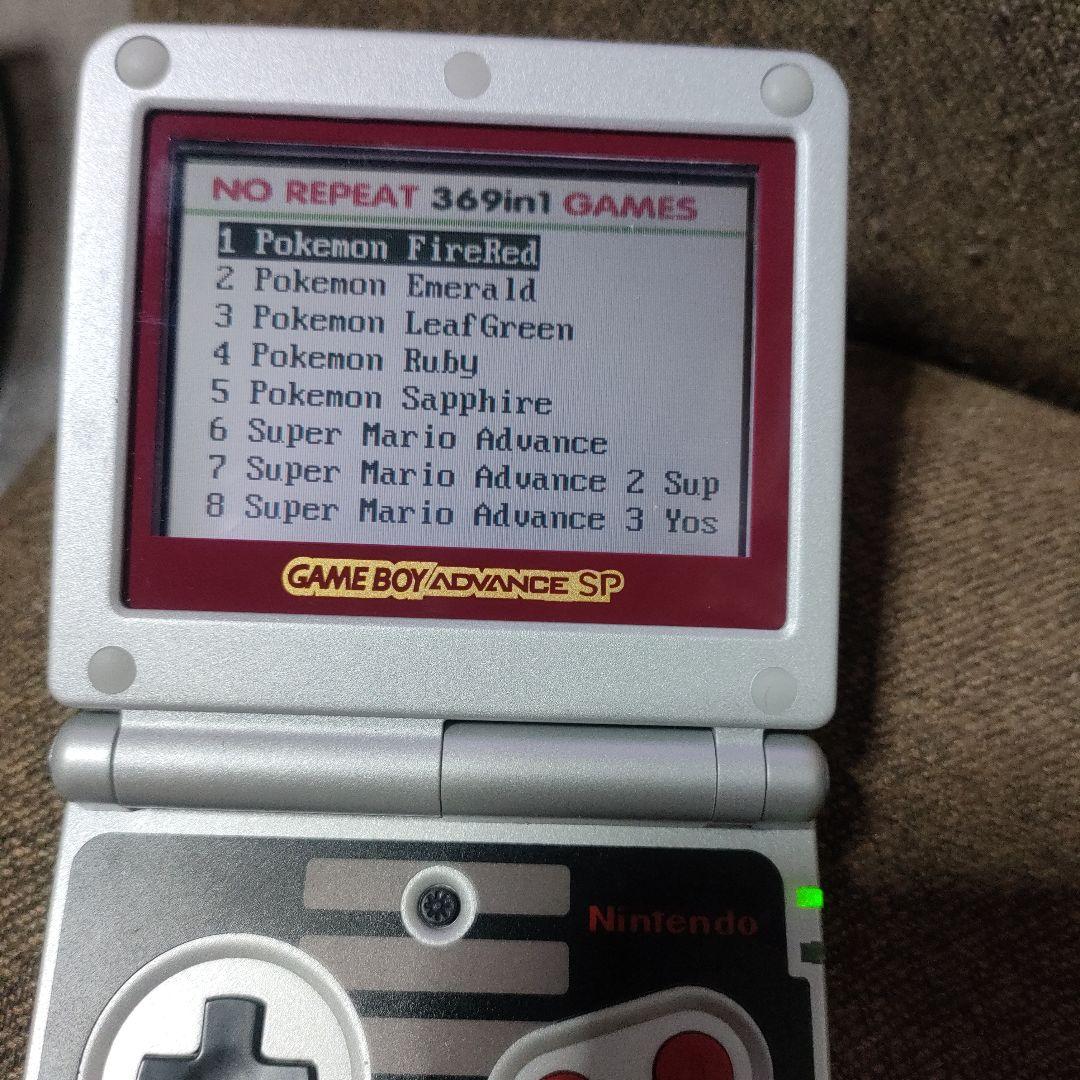 NO REPEAT 369in1 GAMES
1 Pokemon FireRed
2 Pokemon Emerald
3 Pokemon LeafGreen
4 Pokemon Ruby
5 Pokemon Sapphire
6 Super Mario Advance
7 Super Mario Advance 2 Sup
8 Super Mario Advance 3 Yos
GAME BOY ADVANCE SP
Nintendo